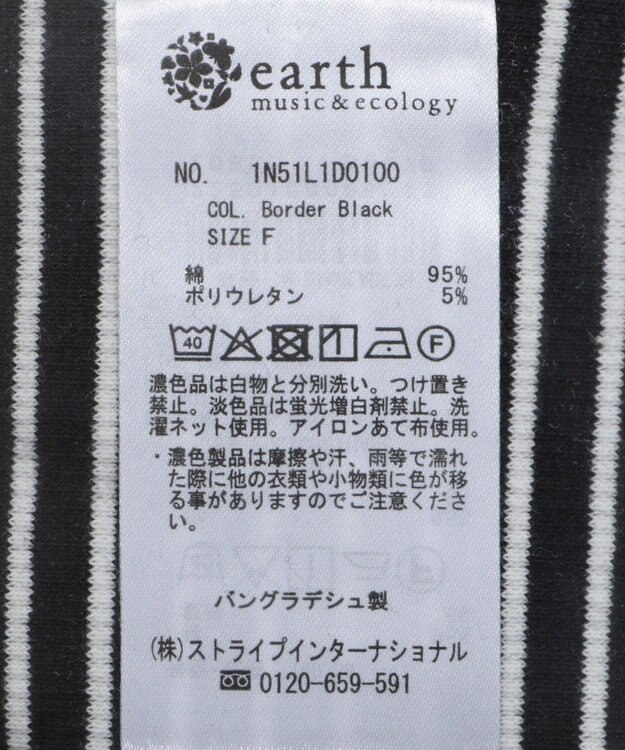 earth
music&ecology
NO. 1N51L1D0100
COL. Border Black
SIZE F
綿 95%
ポリウレタン 5%
40 F
濃色品は白物と分別洗い。つけ置き
禁止。淡色品は蛍光増白剤禁止。洗
濯ネット使用。アイロンあて布使用。
・濃色製品は摩擦や汗、雨等で濡れ
た際に他の衣類や小物類に色が移
る事がありますのでご注意くださ
い。
バングラデシュ製
(株)ストライプインターナショナル
0120-659-591